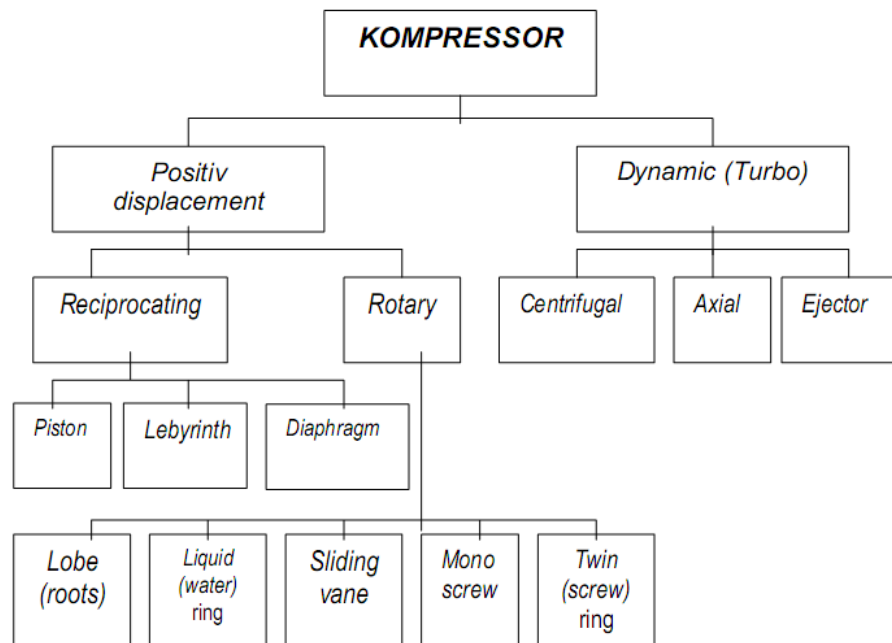 KOMPRESSOR
Positiv
displacement
Dynamic (Turbo)
Reciprocating
Rotary
Centrifugal
Axial
Ejector
Piston
Lebyrinth
Diaphragm
Lobe
(roots)
Liquid
(water)
ring
Sliding
vane
Mono
screw
Twin
(screw)
ring